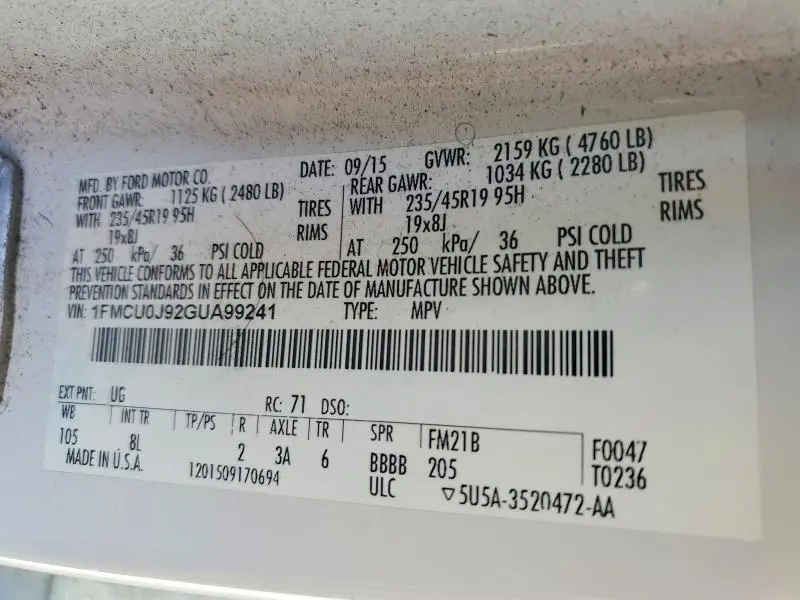 MFD. BY FORD MOTOR CO.
DATE: 09/15 GVWR: 2159 KG ( 4760 LB)
FRONT GAWR: 1125 KG ( 2480 LB) REAR GAWR: 1034 KG ( 2280 LB)
WITH 235/45R19 95H TIRES WITH 235/45R19 95H TIRES
19x8J RIMS 19x8J RIMS
AT 250 kPa/ 36 PSI COLD AT 250 kPa/ 36 PSI COLD
THIS VEHICLE CONFORMS TO ALL APPLICABLE FEDERAL MOTOR VEHICLE SAFETY AND THEFT
PREVENTION STANDARDS IN EFFECT ON THE DATE OF MANUFACTURE SHOWN ABOVE.
VIN: 1FMCU0J92GUA99241 TYPE: MPV
EXT PNT: UG RC: 71 DSO:
WB INT TR TP/PS R AXLE TR SPR FM21B F0047
105 8L 2 3A 6 BBBB 205 T0236
MADE IN U.S.A. 1201509170694 ULC ▽5U5A-3520472-AA